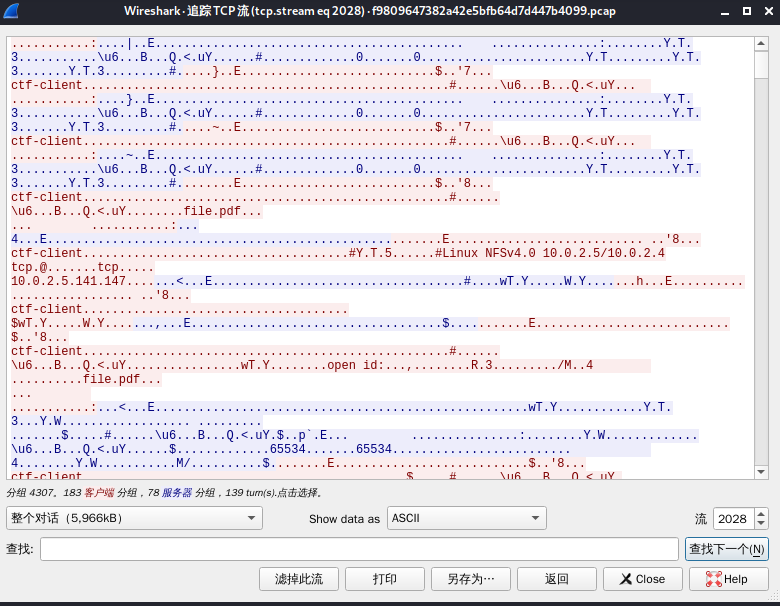 Wireshark · 追踪 TCP 流 (tcp.stream eq 2028) · f9809647382a42e5bfb64d7d447b4099.pcap
...........:    |..E...........................................    ...............:........Y.T.
3...........\u6...B...Q.<.uY......#.............0.......0.......................Y.T.........Y.T.
3.......Y.T.3.........#.....}..E...........................$..'7...
ctf-client...................................................#......\u6...B...Q.<.uY...
...........:    }..E...........................................    ...............:........Y.T.
3...........\u6...B...Q.<.uY......#.............0.......0.......................Y.T.........Y.T.
3.......Y.T.3.........#.....~..E...........................$..'7...
ctf-client...................................................#......\u6...B...Q.<.uY...
...........:    ~..E...........................................    ...............:........Y.T.
3...........\u6...B...Q.<.uY......#.............0.......0.......................Y.T.........Y.T.
3.......Y.T.3.........#........E...........................$..'8...
ctf-client...................................................#......
\u6...B...Q.<.uY........file.pdf...
...        ...........:...
4...E......................................................E.............................'8...
ctf-client.....................................#Y.T.5......#Linux NFSv4.0 10.0.2.5/10.0.2.4
tcp.@.......tcp.....
10.0.2.5.141.147.......<...E...................................#....wT.Y.....W.Y.......h...E..........
.................. ..'8...
ctf-client.....................................
$wT.Y.....W.Y.......,...E...................................$...........E...........................
$..'8...
ctf-client...................................................#......
\u6...B...Q.<.uY................wT.Y........open id:...,........R.3........./M..4
..........file.pdf...
...
...........:...<...E....................................................wT.Y............Y.T.
3...Y.W............................
.......$.....#......\u6...B...Q.<.uY.$..p`.E...         ...............:........Y.W.............
\u6...B...Q.<.uY......$.............65534.......65534........................
4........Y.W...........M/..........$........E...........................$..'8...
ctf-client.............................................$.....#......\u6...B...Q.<.uY
分组 4307。183 客户端 分组，78 服务器 分组，139 turn(s).点击选择。
整个对话（5,966kB）
Show data as
ASCII
流
2028
查找:
查找下一个(N)
滤掉此流
打印
另存为…
返回
Close
Help